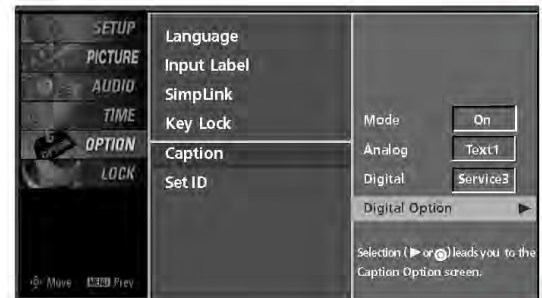 SETUP
PICTURE
AUDIO
TIME
OPTION
LOCK
Move MENU Prev
Language
Input Label
SimpLink
Key Lock
Caption
Set ID
Mode On
Analog Text1
Digital Service3
Digital Option ▶
Selection (▶ or ◉) leads you to the
Caption Option screen.